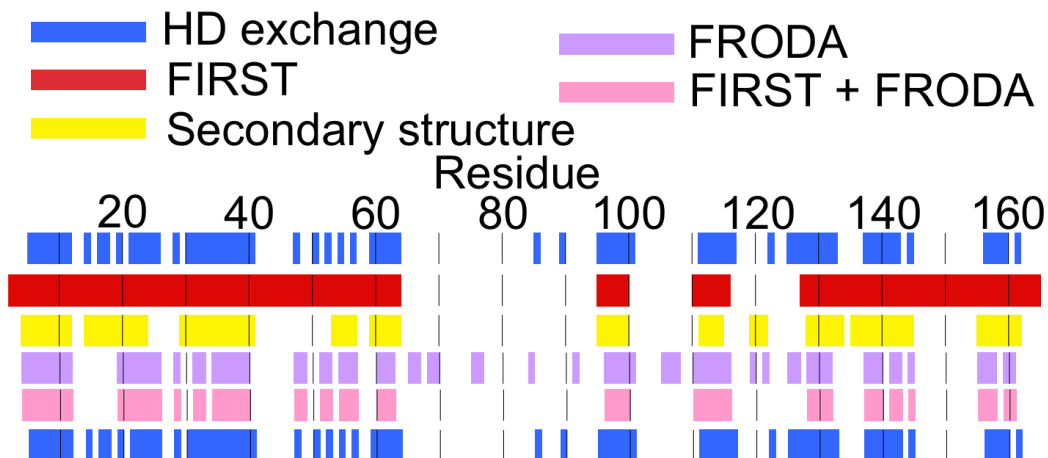 HD exchange
FIRST
Secondary structure
FRODA
FIRST + FRODA
Residue
20 40 60 80 100 120 140 160